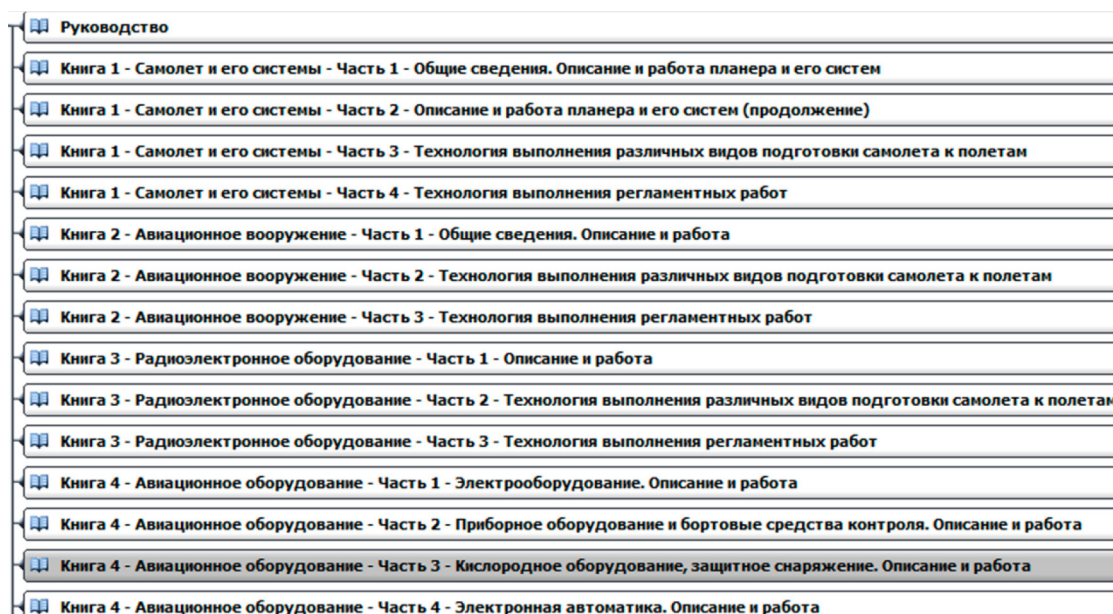 Руководство
Книга 1 - Самолет и его системы - Часть 1 - Общие сведения. Описание и работа планера и его систем
Книга 1 - Самолет и его системы - Часть 2 - Описание и работа планера и его систем (продолжение)
Книга 1 - Самолет и его системы - Часть 3 - Технология выполнения различных видов подготовки самолета к полетам
Книга 1 - Самолет и его системы - Часть 4 - Технология выполнения регламентных работ
Книга 2 - Авиационное вооружение - Часть 1 - Общие сведения. Описание и работа
Книга 2 - Авиационное вооружение - Часть 2 - Технология выполнения различных видов подготовки самолета к полетам
Книга 2 - Авиационное вооружение - Часть 3 - Технология выполнения регламентных работ
Книга 3 - Радиоэлектронное оборудование - Часть 1 - Описание и работа
Книга 3 - Радиоэлектронное оборудование - Часть 2 - Технология выполнения различных видов подготовки самолета к полетам
Книга 3 - Радиоэлектронное оборудование - Часть 3 - Технология выполнения регламентных работ
Книга 4 - Авиационное оборудование - Часть 1 - Электрооборудование. Описание и работа
Книга 4 - Авиационное оборудование - Часть 2 - Приборное оборудование и бортовые средства контроля. Описание и работа
Книга 4 - Авиационное оборудование - Часть 3 - Кислородное оборудование, защитное снаряжение. Описание и работа
Книга 4 - Авиационное оборудование - Часть 4 - Электронная автоматика. Описание и работа